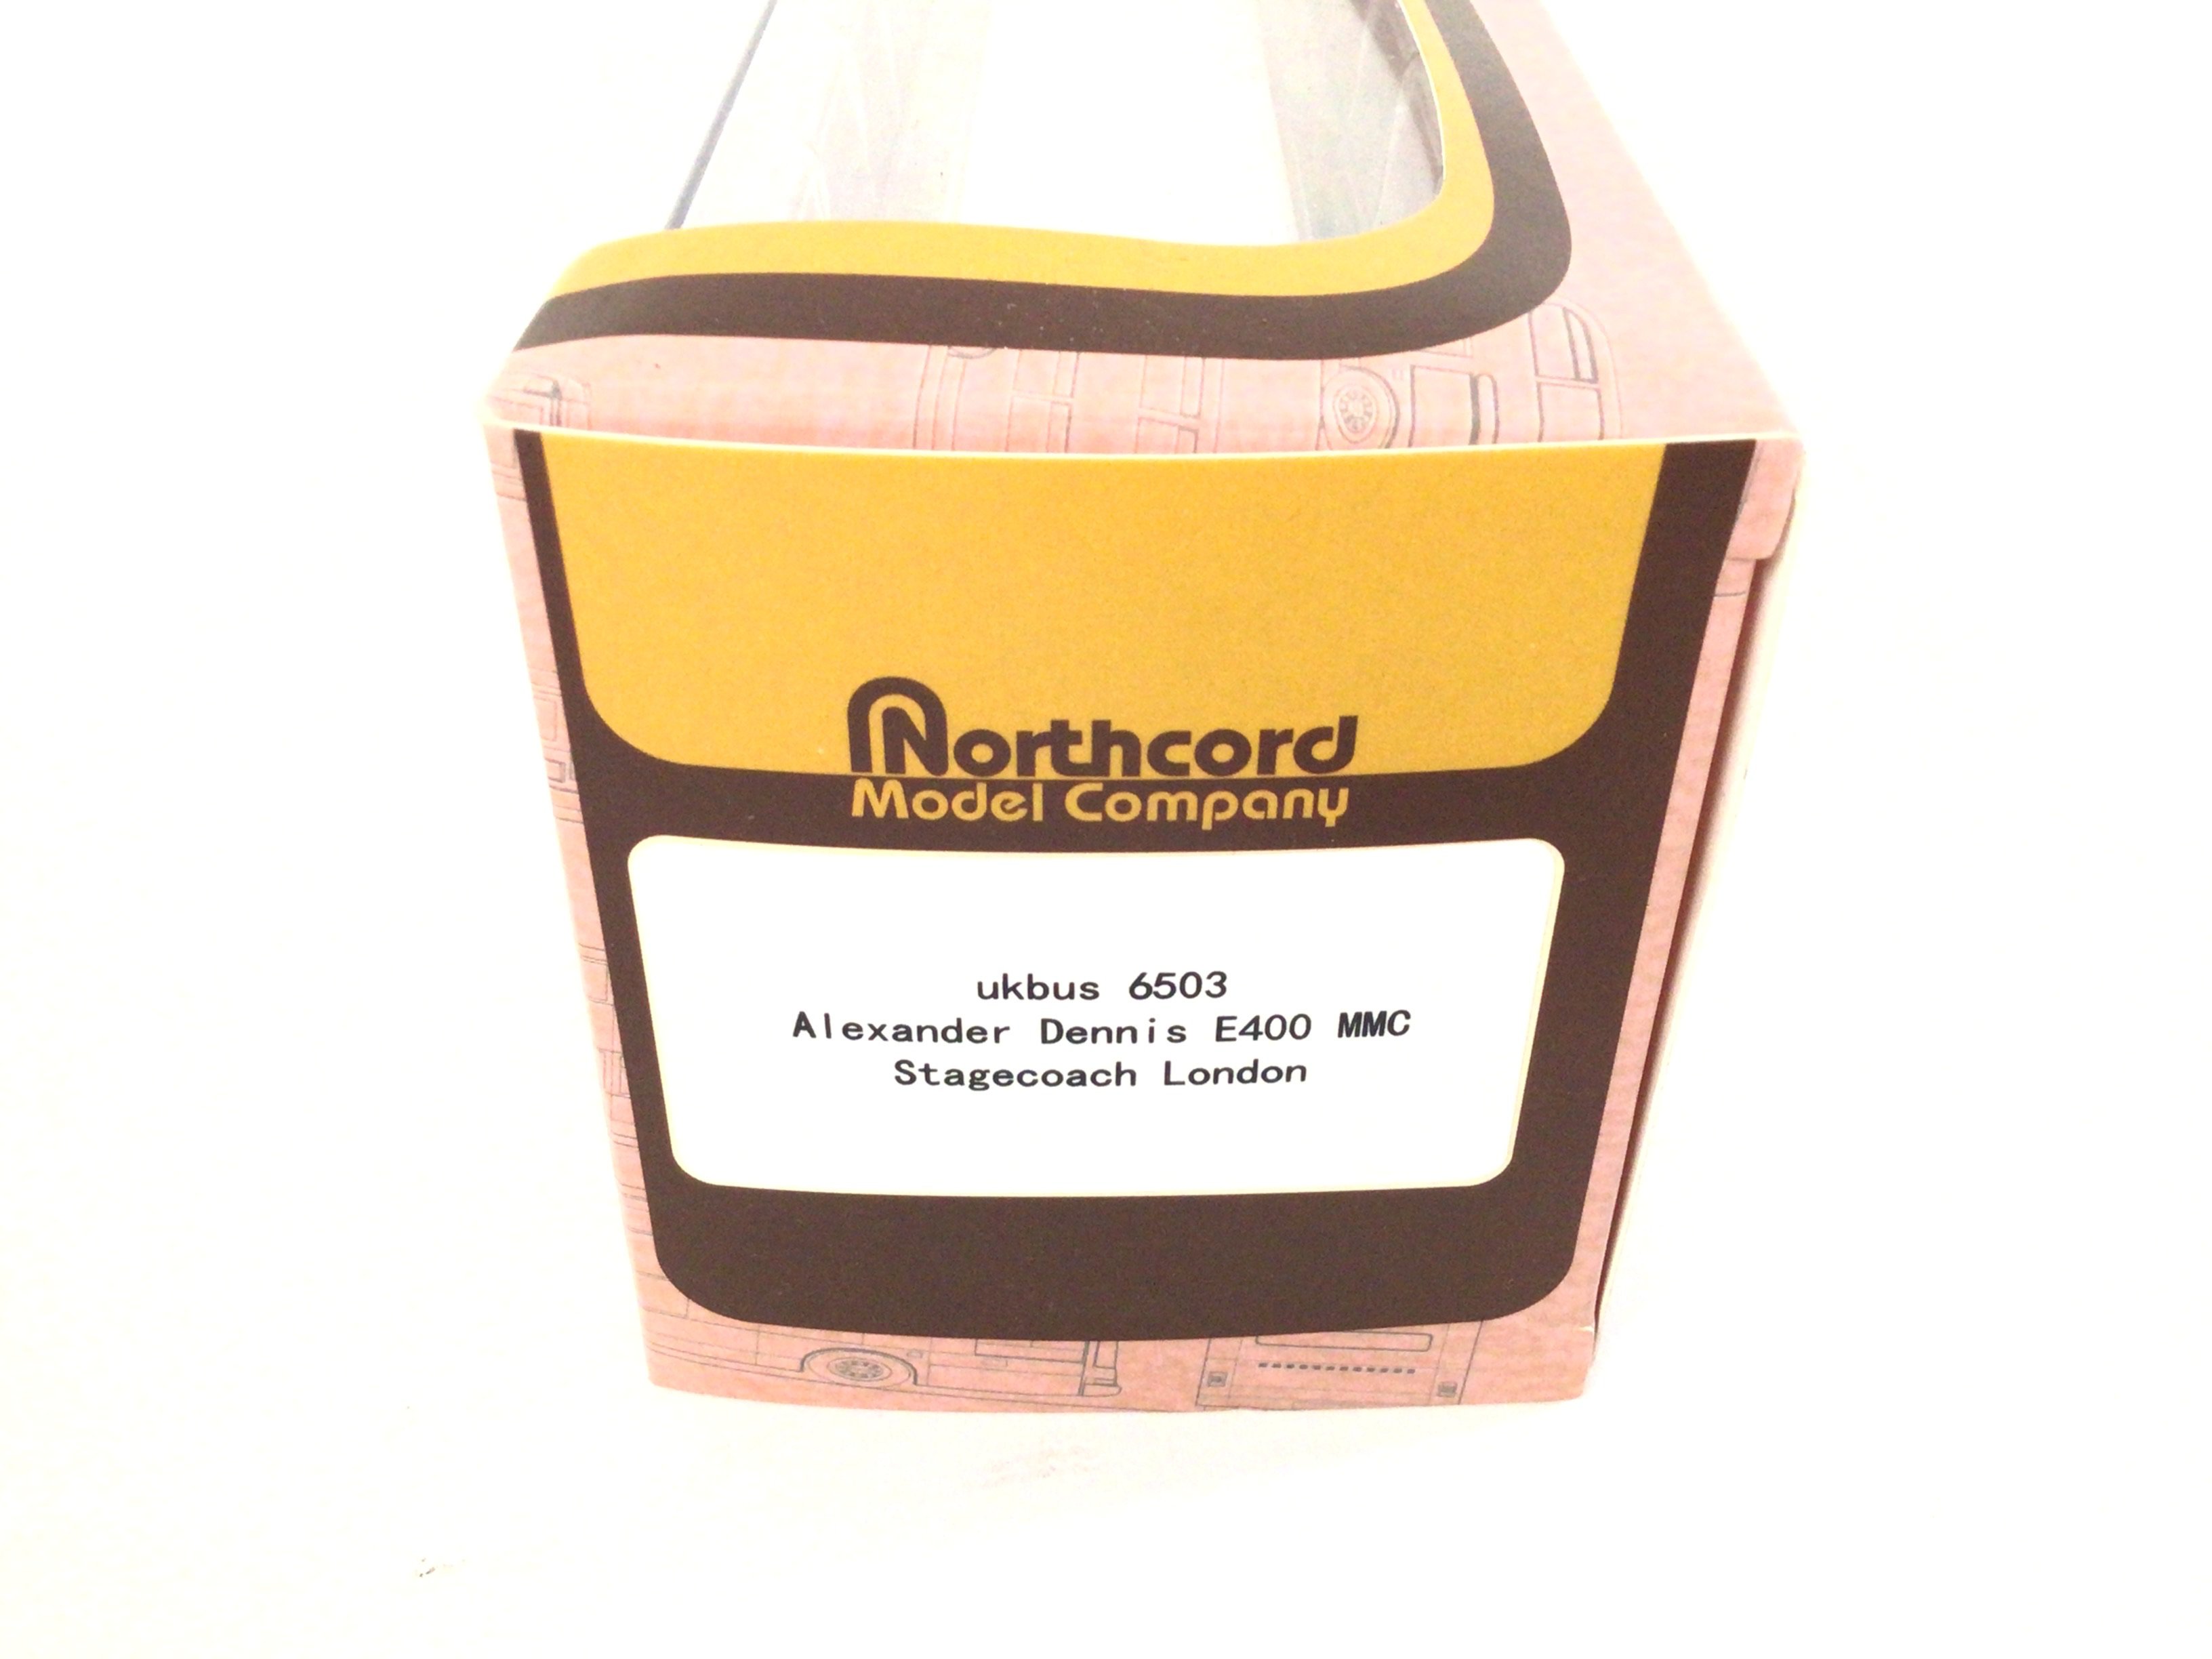 Northcord
Model Company
ukbus 6503
Alexander Dennis E400 MMC
Stagecoach London